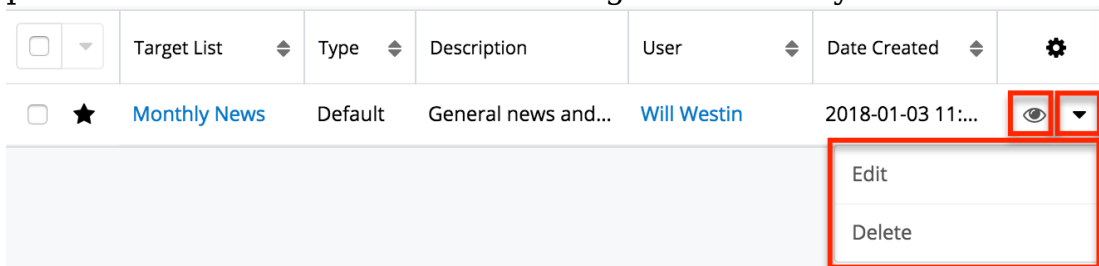 Target List Type Description User Date Created
Monthly News Default General news and... Will Westin 2018-01-03 11:...
Edit
Delete